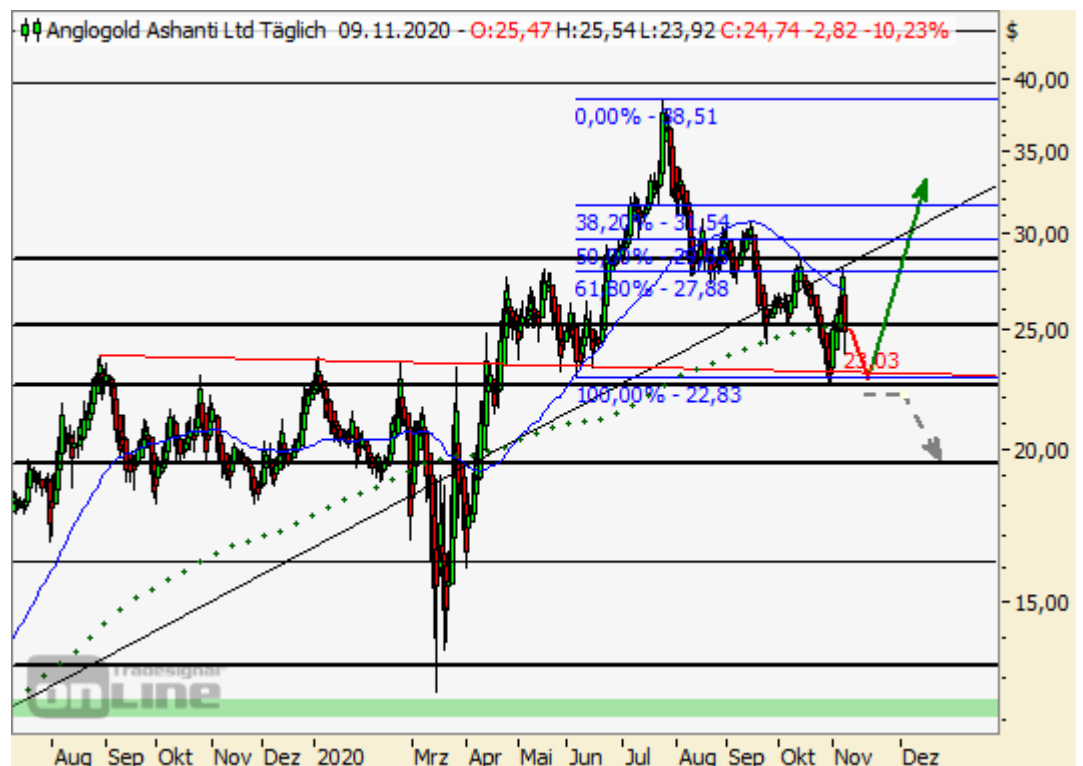 Anglogold Ashanti Ltd Täglich 09.11.2020 - O:25,47 H:25,54 L:23,92 C:24,74 -2,82 -10,23%
$
40,00
35,00
30,00
25,00
20,00
15,00
0,00% - 38,51
38,20% - 31,54
61,80% - 27,88
23,03
100,00% - 22,83
Tradesignal
onLine
Aug Sep Okt Nov Dez 2020 Mrz Apr Mai Jun Jul Aug Sep Okt Nov Dez